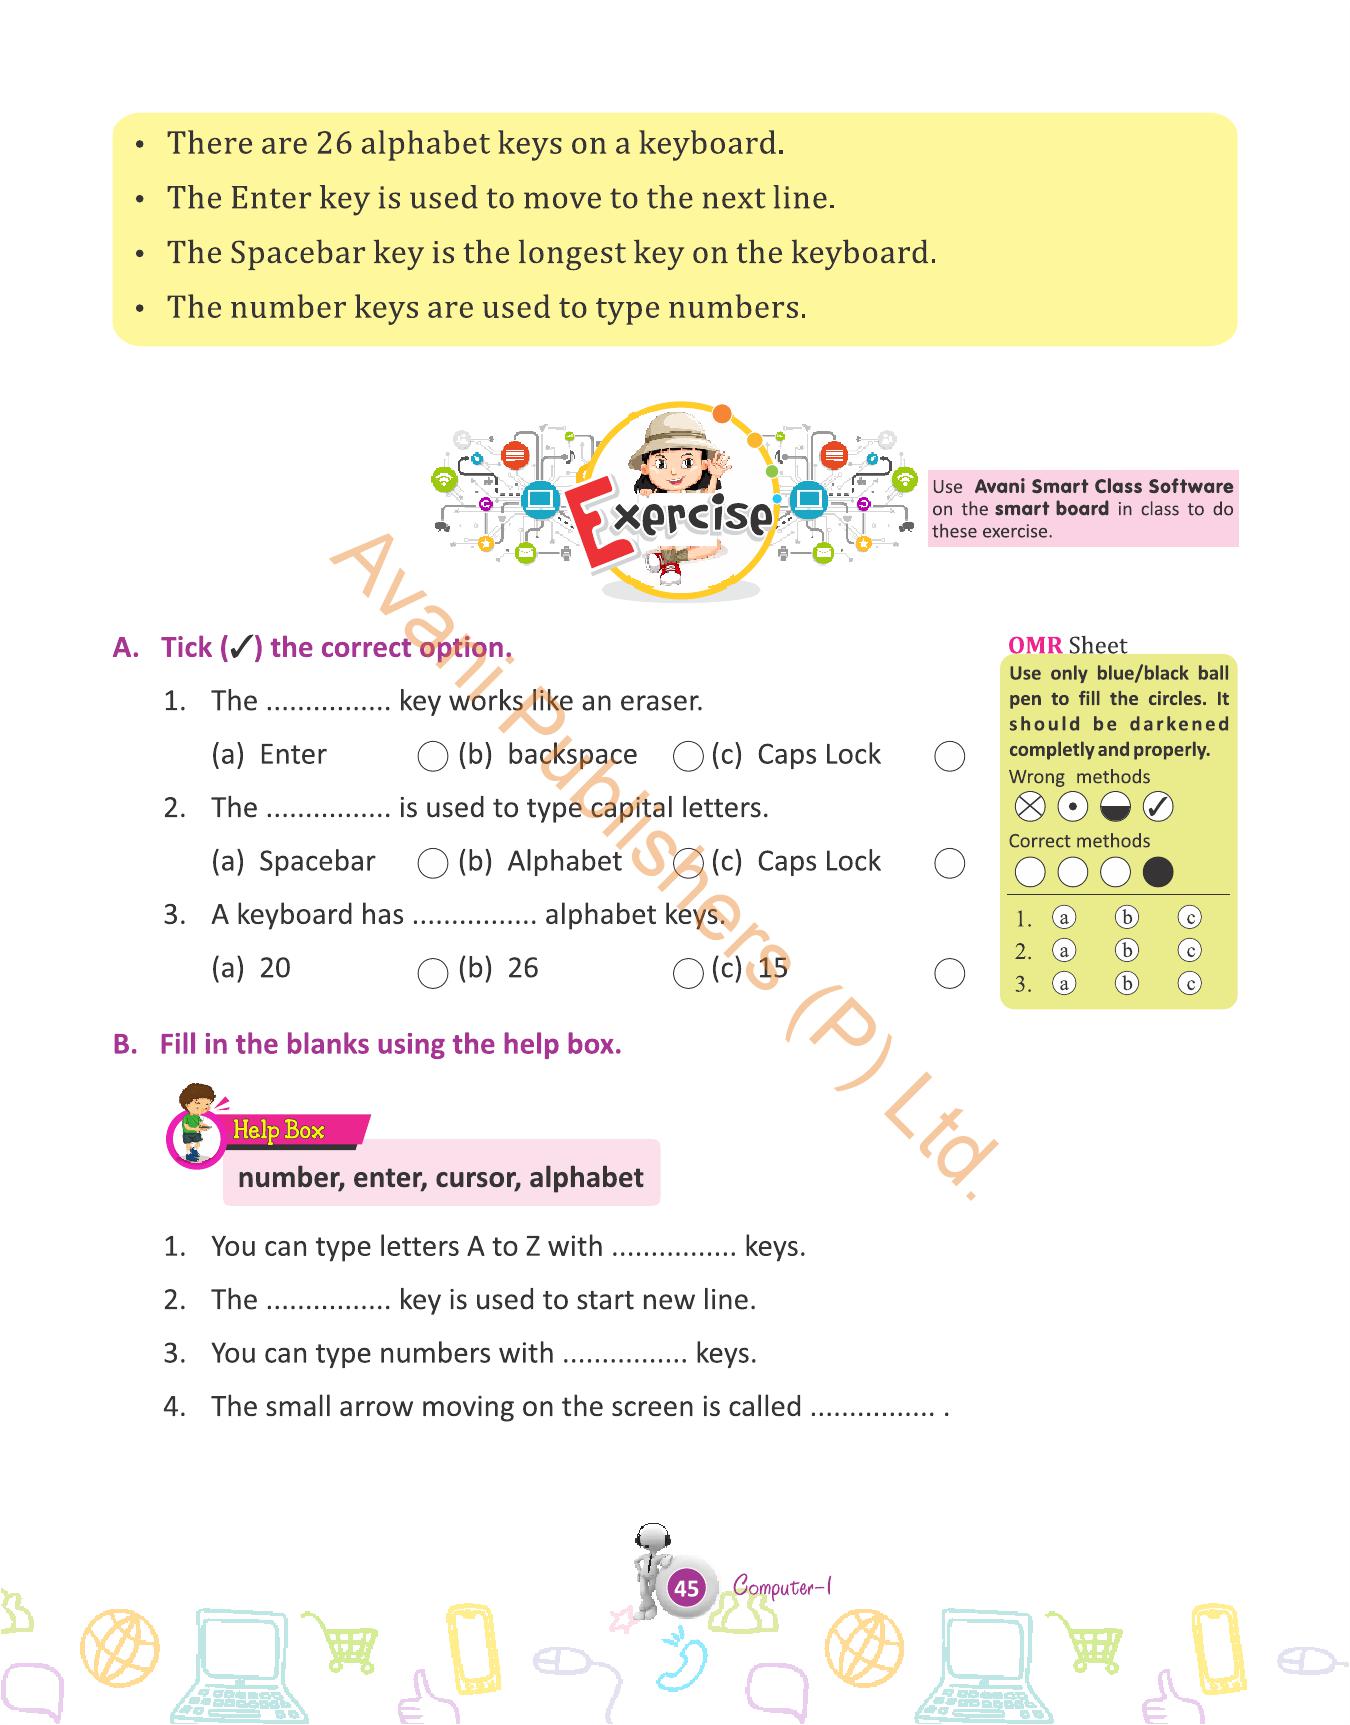 • There are 26 alphabet keys on a keyboard.
• The Enter key is used to move to the next line.
• The Spacebar key is the longest key on the keyboard.
• The number keys are used to type numbers.
Exercise
Use Avani Smart Class Software
on the smart board in class to do
these exercise.
A. Tick (✓) the correct option.
1. The ................ key works like an eraser.
(a) Enter (b) backspace (c) Caps Lock
2. The ................ is used to type capital letters.
(a) Spacebar (b) Alphabet (c) Caps Lock
3. A keyboard has ................ alphabet keys.
(a) 20 (b) 26 (c) 15
OMR Sheet
Use only blue/black ball
pen to fill the circles. It
should be darkened
completly and properly.
Wrong methods
Correct methods
1. a b c
2. a b c
3. a b c
B. Fill in the blanks using the help box.
Help Box
number, enter, cursor, alphabet
1. You can type letters A to Z with ................ keys.
2. The ................ key is used to start new line.
3. You can type numbers with ................ keys.
4. The small arrow moving on the screen is called ................ .
Avani Publishers (P) Ltd.
45 Computer-1